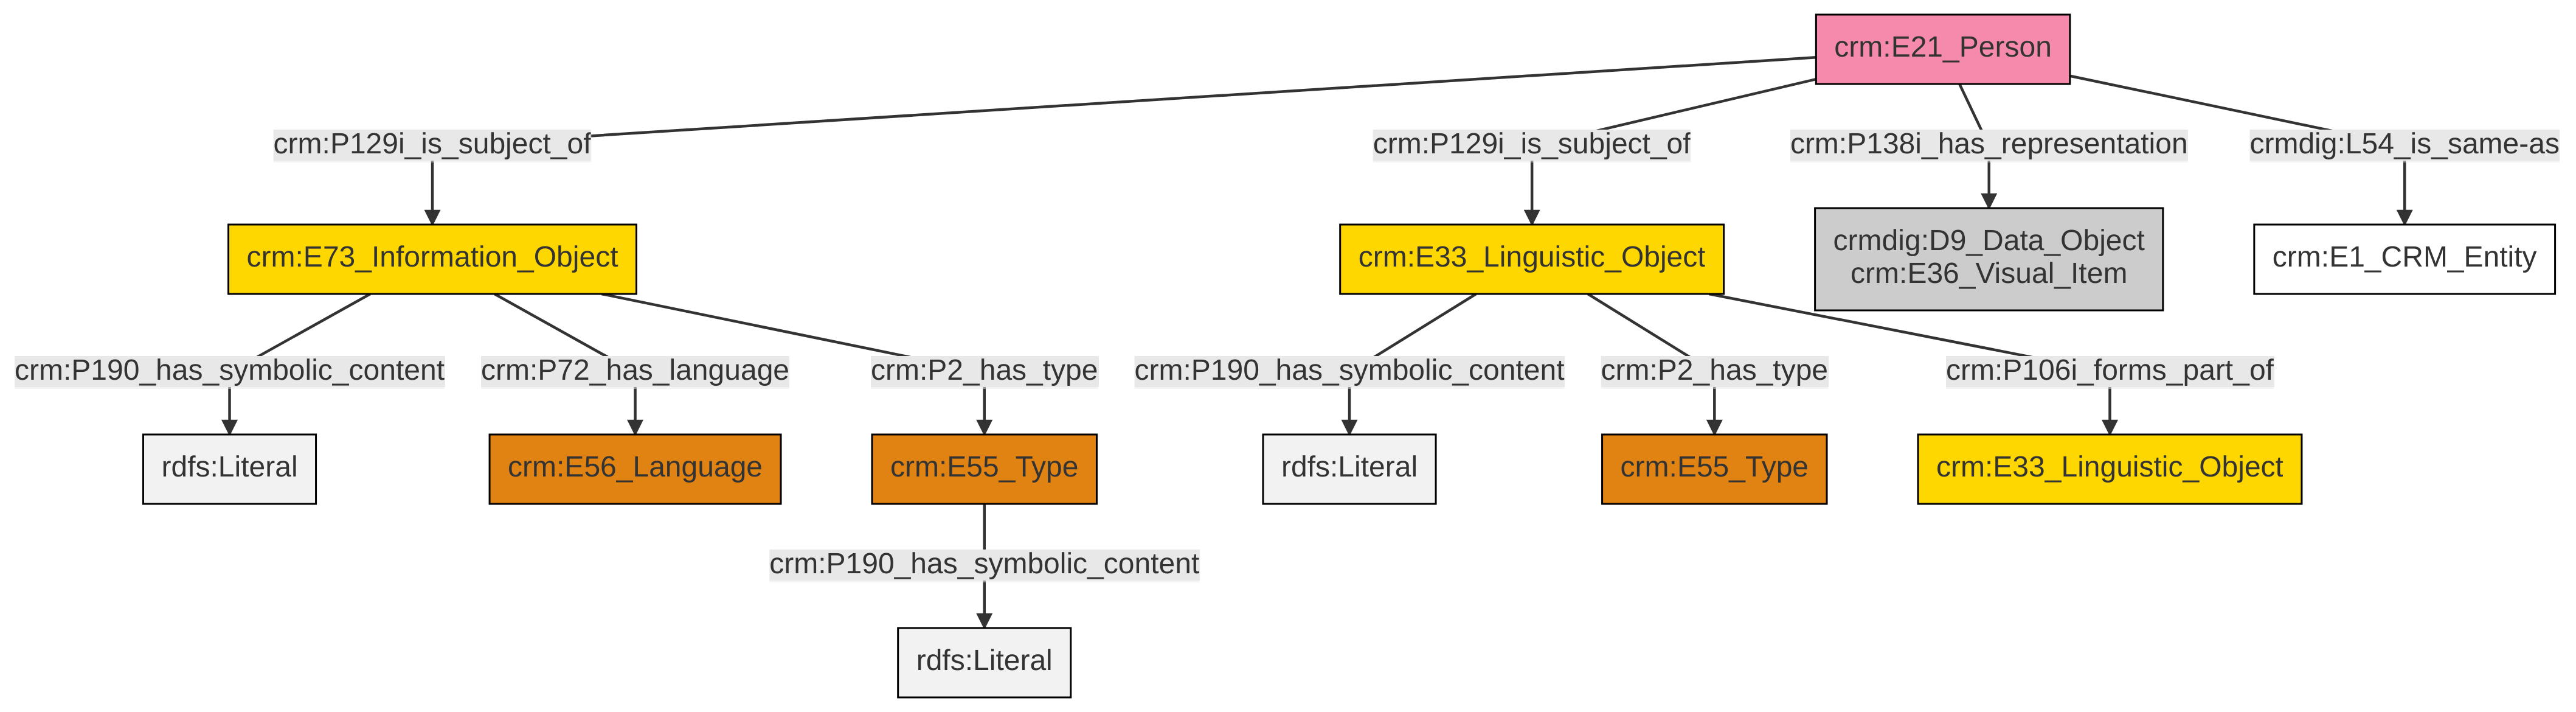 crm:E21_Person
crm:P129i_is_subject_of
crm:P129i_is_subject_of
crm:P138i_has_representation
crmdig:L54_is_same-as
crm:E73_Information_Object
crm:E33_Linguistic_Object
crmdig:D9_Data_Object
crm:E36_Visual_Item
crm:E1_CRM_Entity
crm:P190_has_symbolic_content
crm:P72_has_language
crm:P2_has_type
crm:P190_has_symbolic_content
crm:P2_has_type
crm:P106i_forms_part_of
rdfs:Literal
crm:E56_Language
crm:E55_Type
rdfs:Literal
crm:E55_Type
crm:E33_Linguistic_Object
crm:P190_has_symbolic_content
rdfs:Literal